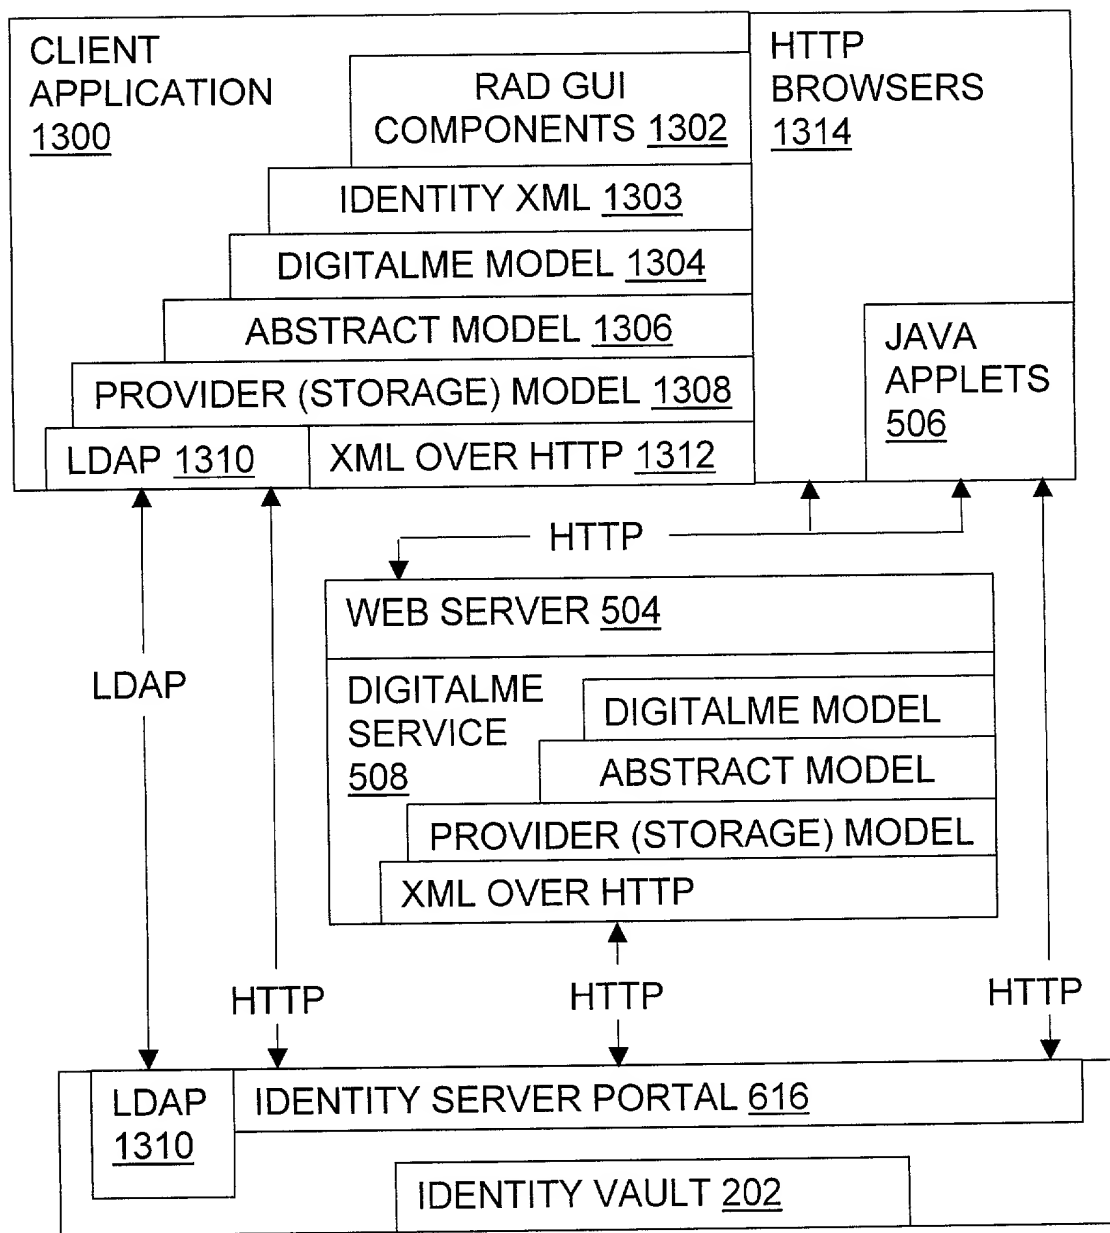 CLIENT
APPLICATION
1300
RAD GUI
COMPONENTS 1302
IDENTITY XML 1303
DIGITALME MODEL 1304
ABSTRACT MODEL 1306
PROVIDER (STORAGE) MODEL 1308
LDAP 1310
XML OVER HTTP 1312
HTTP
BROWSERS
1314
JAVA
APPLETS
506
HTTP
WEB SERVER 504
DIGITALME
SERVICE
508
DIGITALME MODEL
ABSTRACT MODEL
PROVIDER (STORAGE) MODEL
XML OVER HTTP
LDAP
HTTP
HTTP
HTTP
LDAP
1310
IDENTITY SERVER PORTAL 616
IDENTITY VAULT 202